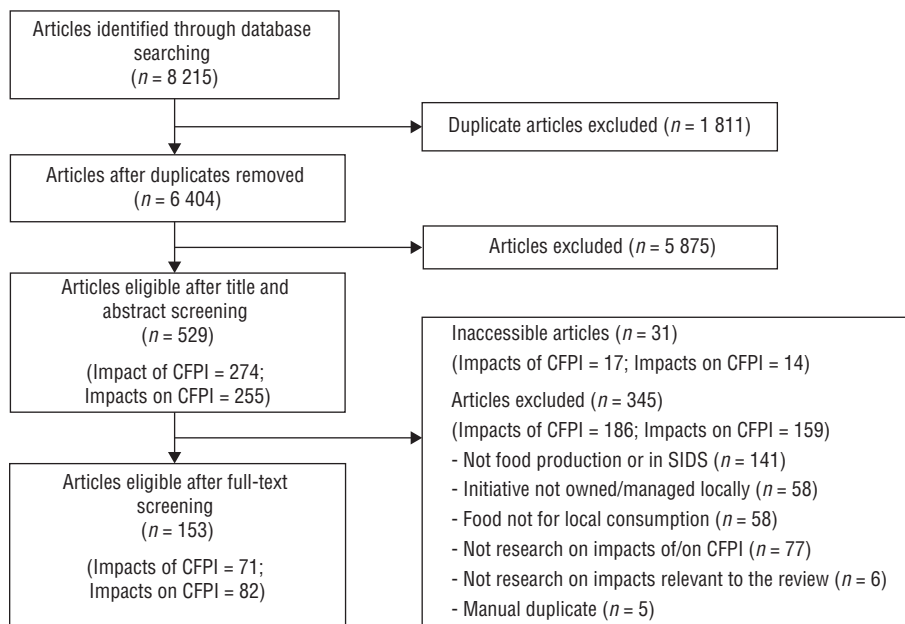 Articles identified through database
searching
(n = 8 215)
Duplicate articles excluded (n = 1 811)
Articles after duplicates removed
(n = 6 404)
Articles excluded (n = 5 875)
Articles eligible after title and
abstract screening
(n = 529)
(Impact of CFPI = 274;
Impacts on CFPI = 255)
Inaccessible articles (n = 31)
(Impacts of CFPI = 17; Impacts on CFPI = 14)
Articles excluded (n = 345)
(Impacts of CFPI = 186; Impacts on CFPI = 159)
- Not food production or in SIDS (n = 141)
- Initiative not owned/managed locally (n = 58)
- Food not for local consumption (n = 58)
- Not research on impacts of/on CFPI (n = 77)
- Not research on impacts relevant to the review (n = 6)
- Manual duplicate (n = 5)
Articles eligible after full-text
screening
(n = 153)
(Impacts of CFPI = 71;
Impacts on CFPI = 82)